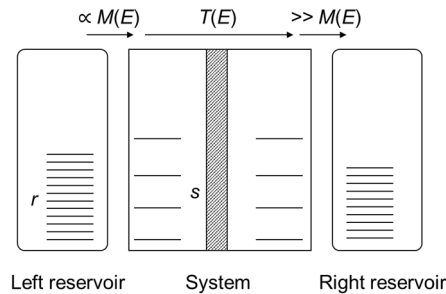 ∝ M(E) T(E) >> M(E)
r
s
Left reservoir System Right reservoir